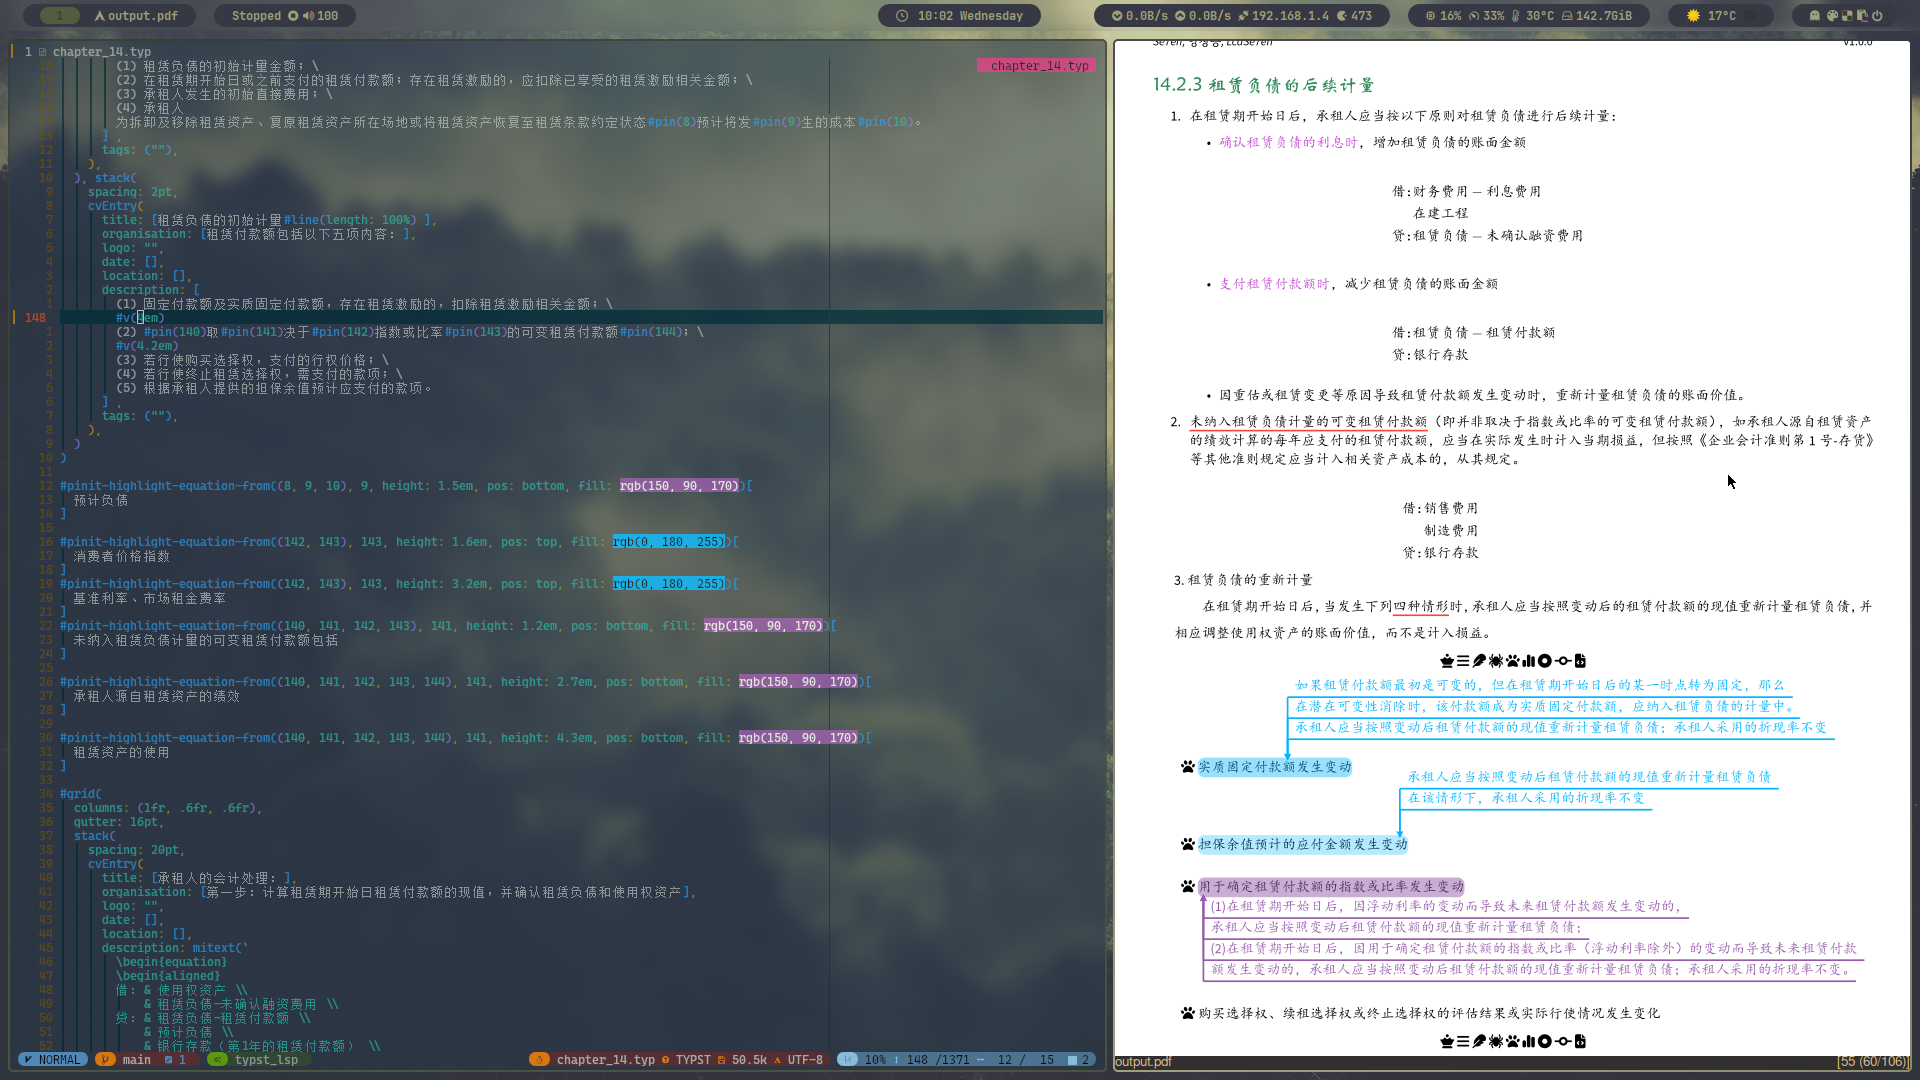 1
output.pdf
Stopped 100
10:02 Wednesday
0.0B/s 0.0B/s 192.168.1.4 473
16% 33% 30°C 142.7GiB
17°C
1 chapter_14.typ
chapter_14.typ
(1) 租赁负债的初始计量金额；\
(2) 在租赁期开始日或之前支付的租赁付款额；存在租赁激励的，应扣除已享受的租赁激励相关金额；\
(3) 承租人发生的初始直接费用；\
(4) 承租人
为拆卸及移除租赁资产、复原租赁资产所在场地或将租赁资产恢复至租赁条款约定状态#pin(8)预计将发#pin(9)生的成本#pin(10)。
13 ] ,
12 tags: (""),
11 ),
10 ), stack(
9 spacing: 2pt,
8 cvEntry(
7 title: [租赁负债的初始计量#line(length: 100%) ],
6 organisation: [租赁付款额包括以下五项内容: ],
5 logo: "",
4 date: [],
3 location: [],
2 description: [
1 (1) 固定付款额及实质固定付款额，存在租赁激励的，扣除租赁激励相关金额；\
148 #v(1em)
1 (2) #pin(140)取#pin(141)决于#pin(142)指数或比率#pin(143)的可变租赁付款额#pin(144)；\
2 #v(4.2em)
3 (3) 若行使购买选择权，支付的行权价格；\
4 (4) 若行使终止租赁选择权，需支付的款项；\
5 (5) 根据承租人提供的担保余值预计应支付的款项。
6 ] ,
7 tags: (""),
8 ),
9 )
10 )
11
12 #pinit-highlight-equation-from((8, 9, 10), 9, height: 1.5em, pos: bottom, fill: rgb(150, 90, 170))[
13 预计负债
14 ]
15
16 #pinit-highlight-equation-from((142, 143), 143, height: 1.6em, pos: top, fill: rgb(0, 180, 255))[
17 消费者价格指数
18 ]
19 #pinit-highlight-equation-from((142, 143), 143, height: 3.2em, pos: top, fill: rgb(0, 180, 255))[
20 基准利率、市场租金费率
21 ]
22 #pinit-highlight-equation-from((140, 141, 142, 143), 141, height: 1.2em, pos: bottom, fill: rgb(150, 90, 170))[
23 未纳入租赁负债计量的可变租赁付款额包括
24 ]
25
26 #pinit-highlight-equation-from((140, 141, 142, 143, 144), 141, height: 2.7em, pos: bottom, fill: rgb(150, 90, 170))[
27 承租人源自租赁资产的绩效
28 ]
29
30 #pinit-highlight-equation-from((140, 141, 142, 143, 144), 141, height: 4.3em, pos: bottom, fill: rgb(150, 90, 170))[
31 租赁资产的使用
32 ]
33
34 #grid(
35 columns: (1fr, .6fr, .6fr),
36 gutter: 16pt,
37 stack(
38 spacing: 20pt,
39 cvEntry(
40 title: [承租人的会计处理: ],
41 organisation: [第一步: 计算租赁期开始日租赁付款额的现值，并确认租赁负债和使用权资产],
42 logo: "",
43 date: [],
44 location: [],
45 description: mitext(`
46 \begin{equation}
47 \begin{aligned}
48 借: & 使用权资产 \\
49 & 租赁负债-未确认融资费用 \\
50 贷: & 租赁负债-租赁付款额 \\
51 & 预计负债 \\
52 & 银行存款（第1年的租赁付款额） \\
NORMAL main 1 typst_lsp
chapter_14.typ TYPST 50.5k UTF-8 10% 148 /1371 12 / 15 2
v1.0.0
14.2.3 租赁负债的后续计量
1. 在租赁期开始日后，承租人应当按以下原则对租赁负债进行后续计量：
• 确认租赁负债的利息时，增加租赁负债的账面金额
借:财务费用 – 利息费用
在建工程
贷:租赁负债 – 未确认融资费用
• 支付租赁付款额时，减少租赁负债的账面金额
借:租赁负债 – 租赁付款额
贷:银行存款
• 因重估或租赁变更等原因导致租赁付款额发生变动时，重新计量租赁负债的账面价值。
2. 未纳入租赁负债计量的可变租赁付款额（即并非取决于指数或比率的可变租赁付款额），如承租人源自租赁资产
的绩效计算的每年应支付的租赁付款额，应当在实际发生时计入当期损益，但按照《企业会计准则第 1 号-存货》
等其他准则规定应当计入相关资产成本的，从其规定。
借:销售费用
制造费用
贷:银行存款
3. 租赁负债的重新计量
在租赁期开始日后，当发生下列四种情形时，承租人应当按照变动后的租赁付款额的现值重新计量租赁负债，并
相应调整使用权资产的账面价值，而不是计入损益。
如果租赁付款额最初是可变的，但在租赁期开始日后的某一时点转为固定，那么
在潜在可变性消除时，该付款额成为实质固定付款额，应纳入租赁负债的计量中。
承租人应当按照变动后租赁付款额的现值重新计量租赁负债；承租人采用的折现率不变
实质固定付款额发生变动
承租人应当按照变动后租赁付款额的现值重新计量租赁负债
在该情形下，承租人采用的折现率不变
担保余值预计的应付金额发生变动
用于确定租赁付款额的指数或比率发生变动
(1)在租赁期开始日后，因浮动利率的变动而导致未来租赁付款额发生变动的，
承租人应当按照变动后租赁付款额的现值重新计量租赁负债；
(2)在租赁期开始日后，因用于确定租赁付款额的指数或比率（浮动利率除外）的变动而导致未来租赁付款
额发生变动的，承租人应当按照变动后租赁付款额的现值重新计量租赁负债；承租人采用的折现率不变。
购买选择权、续租选择权或终止选择权的评估结果或实际行使情况发生变化
output.pdf [55 (60/106)]